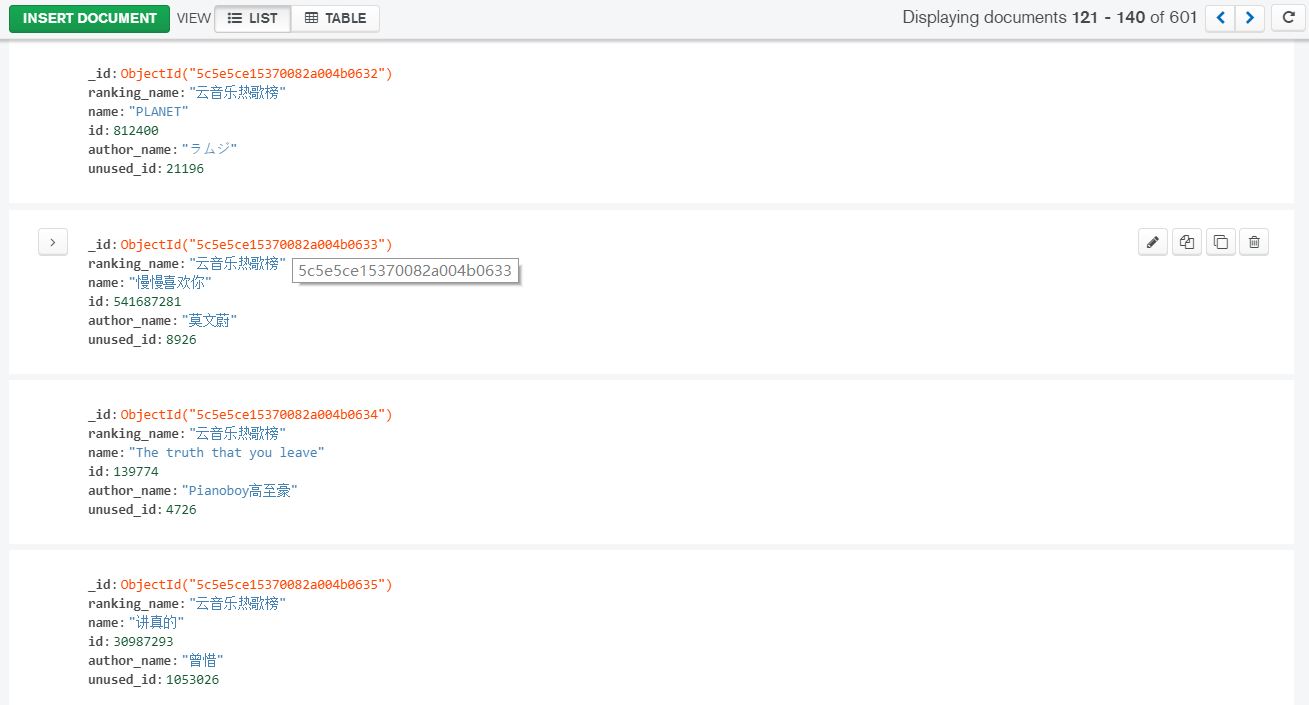 INSERT DOCUMENT VIEW LIST TABLE Displaying documents 121 - 140 of 601
_id: ObjectId("5c5e5ce15370082a004b0632")
ranking_name: "云音乐热歌榜"
name: "PLANET"
id: 812400
author_name: "ラムジ"
unused_id: 21196
_id: ObjectId("5c5e5ce15370082a004b0633")
ranking_name: "云音乐热歌榜"
5c5e5ce15370082a004b0633
name: "慢慢喜欢你"
id: 541687281
author_name: "莫文蔚"
unused_id: 8926
_id: ObjectId("5c5e5ce15370082a004b0634")
ranking_name: "云音乐热歌榜"
name: "The truth that you leave"
id: 139774
author_name: "Pianoboy高至豪"
unused_id: 4726
_id: ObjectId("5c5e5ce15370082a004b0635")
ranking_name: "云音乐热歌榜"
name: "讲真的"
id: 30987293
author_name: "曾惜"
unused_id: 1053026